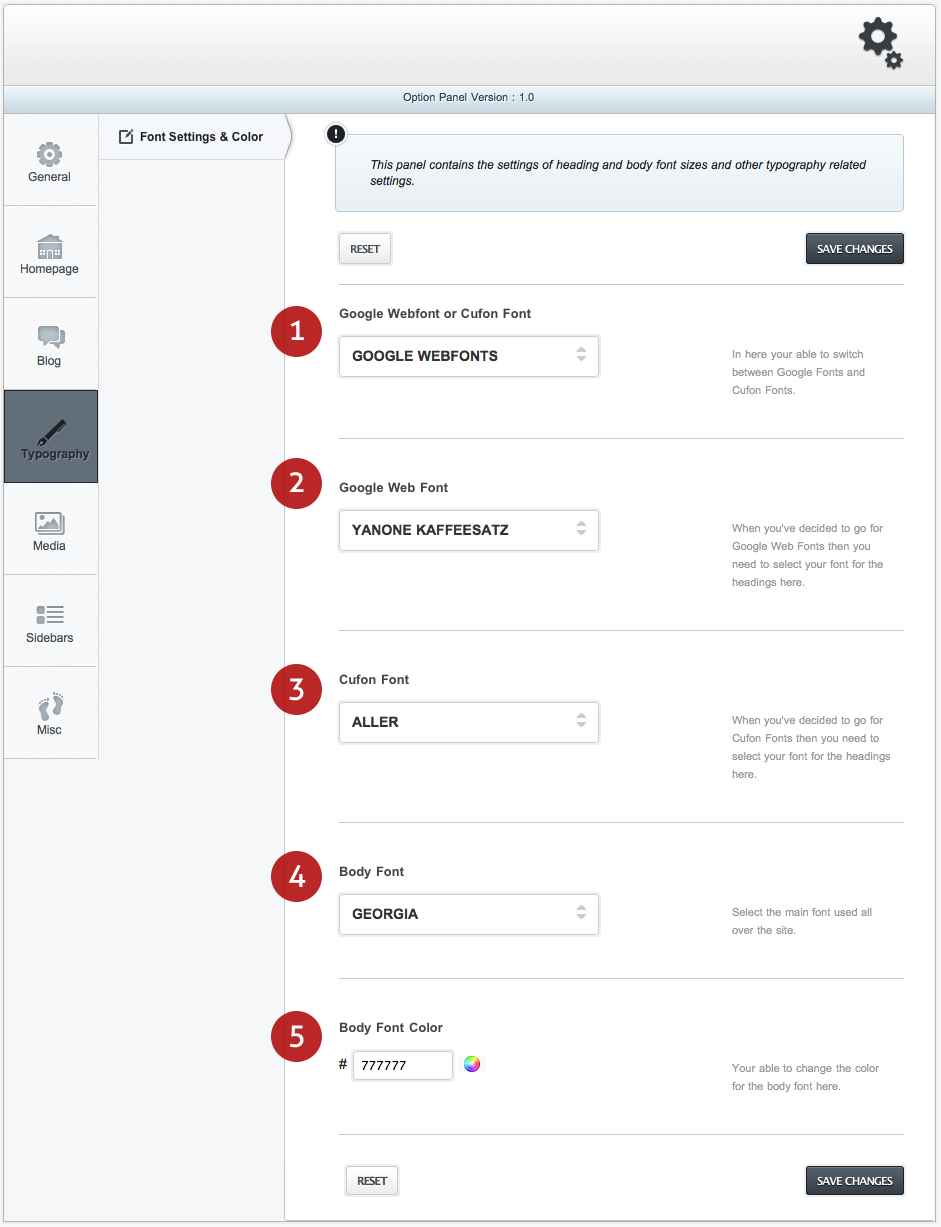 Option Panel Version : 1.0
General
Homepage
Blog
Typography
Media
Sidebars
Misc
Font Settings & Color
!
This panel contains the settings of heading and body font sizes and other typography related
settings.
RESET
SAVE CHANGES
1
Google Webfont or Cufon Font
GOOGLE WEBFONTS
In here your able to switch
between Google Fonts and
Cufon Fonts.
2
Google Web Font
YANONE KAFFEESATZ
When you've decided to go for
Google Web Fonts then you
need to select your font for the
headings here.
3
Cufon Font
ALLER
When you've decided to go for
Cufon Fonts then you need to
select your font for the headings
here.
4
Body Font
GEORGIA
Select the main font used all
over the site.
5
Body Font Color
# 777777
Your able to change the color
for the body font here.
RESET
SAVE CHANGES